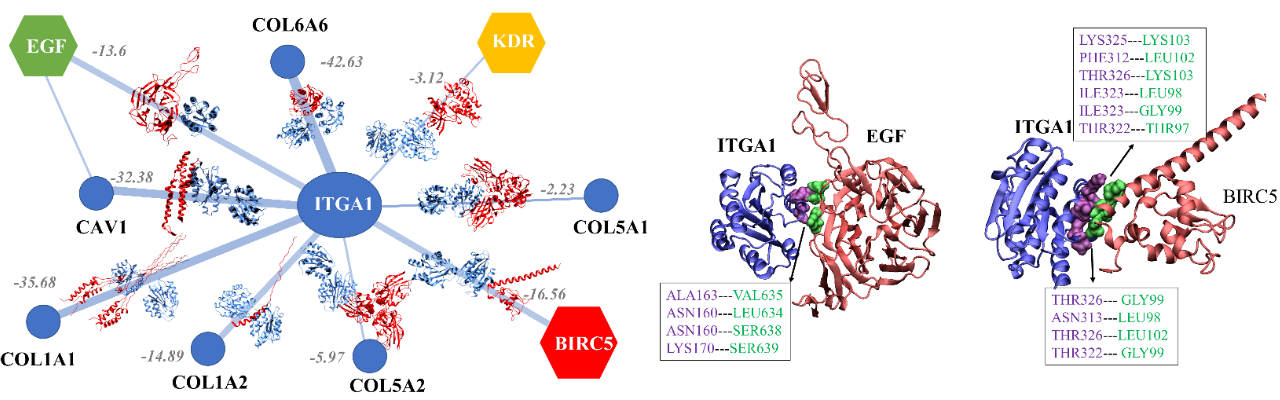 EGF
-13.6
COL6A6
-42.63
KDR
-3.12
-32.38
CAV1
ITGA1
-2.23
COL5A1
-35.68
COL1A1
-14.89
COL1A2
-5.97
COL5A2
-16.56
BIRC5
ITGA1
EGF
ALA163---VAL635
ASN160---LEU634
ASN160---SER638
LYS170---SER639
LYS325---LYS103
PHE312---LEU102
THR326---LYS103
ILE323---LEU98
ILE323---GLY99
THR322---THR97
ITGA1
BIRC5
THR326--- GLY99
ASN313---LEU98
THR326---LEU102
THR322--- GLY99